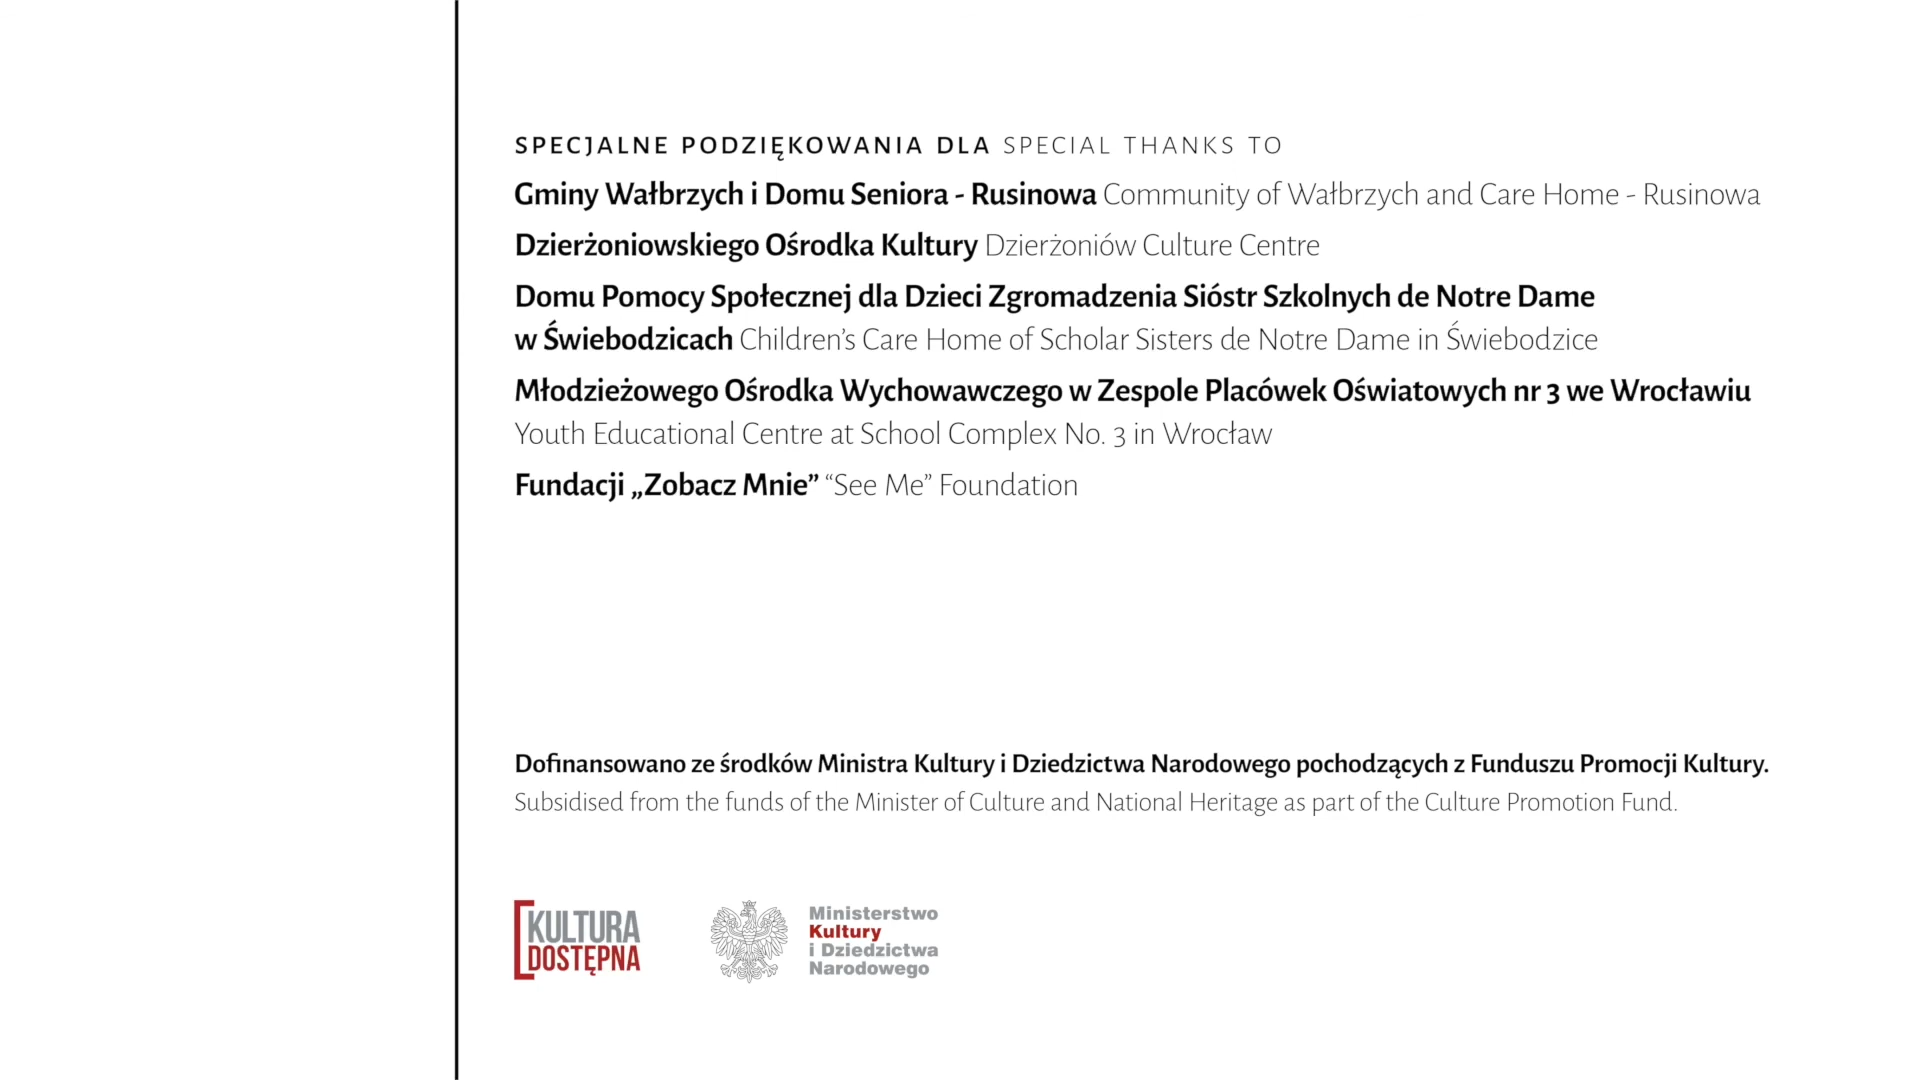 SPECJALNE PODZIĘKOWANIA DLA SPECIAL THANKS TO
Gminy Wałbrzych i Domu Seniora - Rusinowa Community of Wałbrzych and Care Home - Rusinowa
Dzierżoniowskiego Ośrodka Kultury Dzierżoniów Culture Centre
Domu Pomocy Społecznej dla Dzieci Zgromadzenia Sióstr Szkolnych de Notre Dame
w Świebodzicach Children’s Care Home of Scholar Sisters de Notre Dame in Świebodzice
Młodzieżowego Ośrodka Wychowawczego w Zespole Placówek Oświatowych nr 3 we Wrocławiu
Youth Educational Centre at School Complex No. 3 in Wrocław
Fundacji „Zobacz Mnie” “See Me” Foundation
Dofinansowano ze środków Ministra Kultury i Dziedzictwa Narodowego pochodzących z Funduszu Promocji Kultury.
Subsidised from the funds of the Minister of Culture and National Heritage as part of the Culture Promotion Fund.
KULTURA
DOSTĘPNA
Ministerstwo
Kultury
i Dziedzictwa
Narodowego